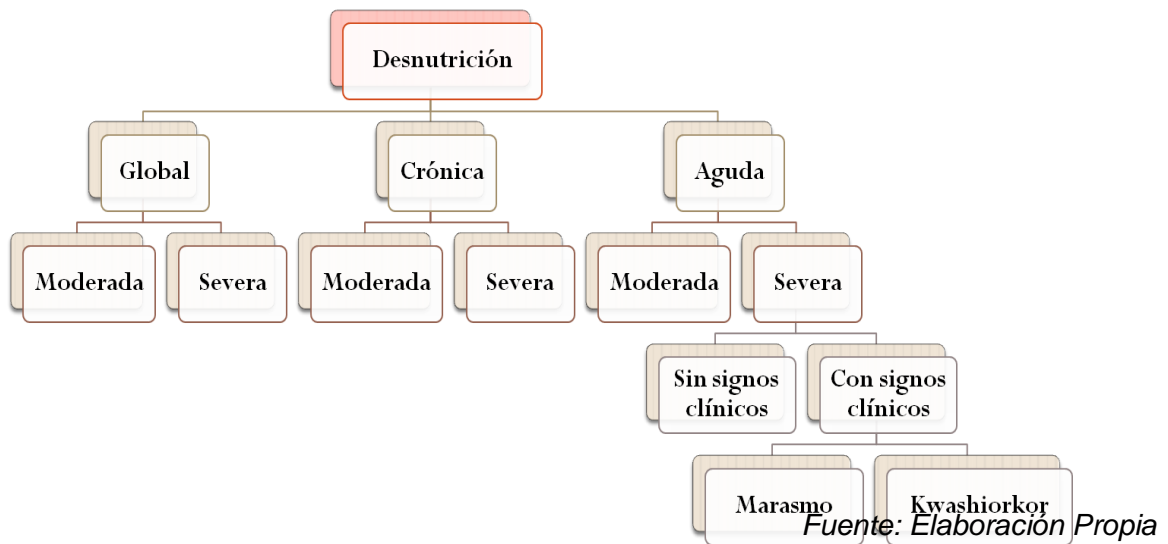 Desnutrición
Global
Crónica
Aguda
Moderada
Severa
Moderada
Severa
Moderada
Severa
Sin signos
clínicos
Con signos
clínicos
Marasmo
Kwashiorkor
Fuente: Elaboración Propia